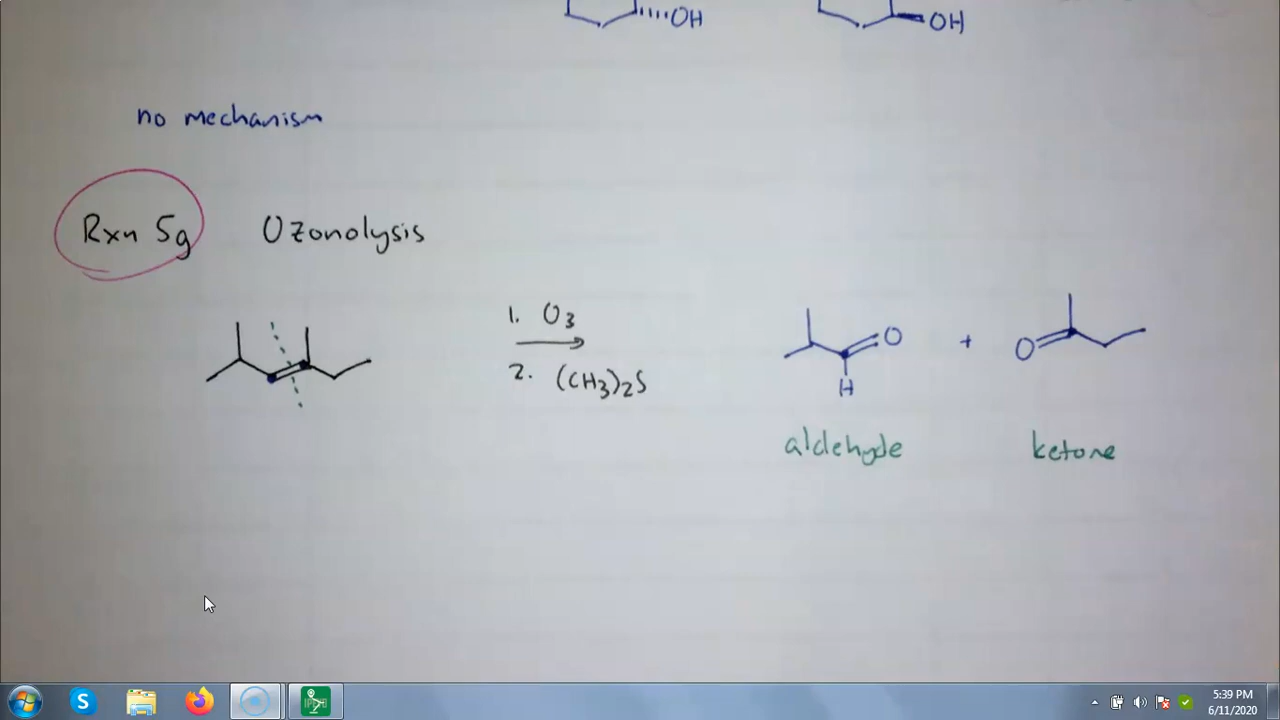 OH OH
no mechanism
Rxn 5g Ozonolysis
1. O3
2. (CH3)2S
O + O
H
aldehyde ketone
5:39 PM
6/11/2020